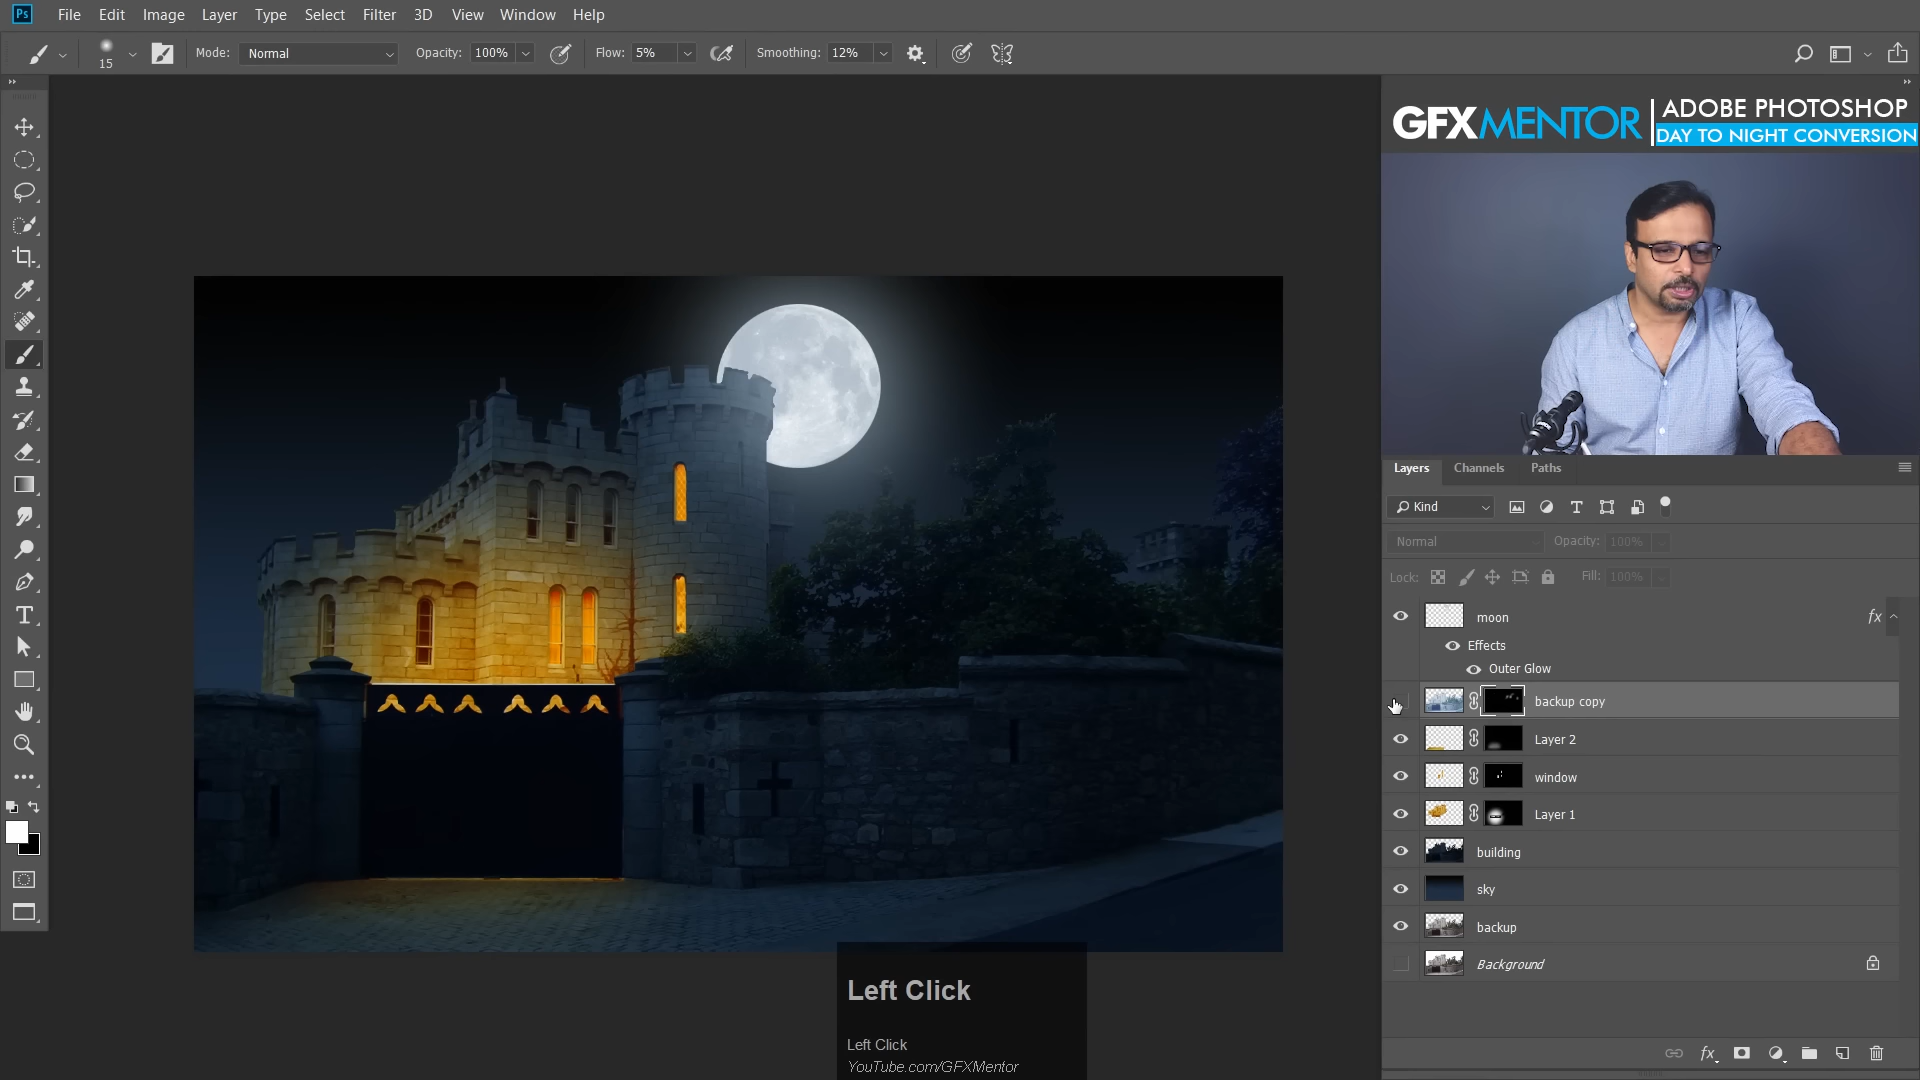 Ps File Edit Image Layer Type Select Filter 3D View Window Help
15 Mode: Normal Opacity: 100% Flow: 5% Smoothing: 12%
GFXMENTOR ADOBE PHOTOSHOP
DAY TO NIGHT CONVERSION
Layers Channels Paths
Kind
Normal Opacity: 100%
Lock: Fill: 100%
moon fx
Effects
Outer Glow
backup copy
Layer 2
window
Layer 1
building
sky
backup
Background
Left Click
Left Click
YouTube.com/GFXMentor
fx